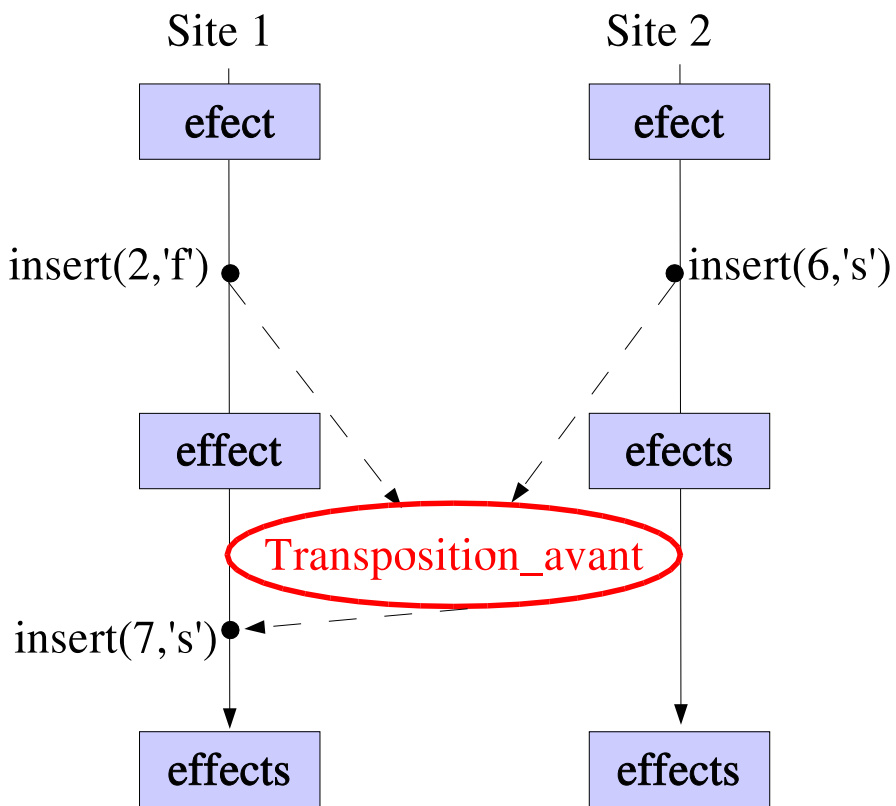 Site 1
Site 2
efect
efect
insert(2,'f')
insert(6,'s')
effect
efects
Transposition_avant
insert(7,'s')
effects
effects